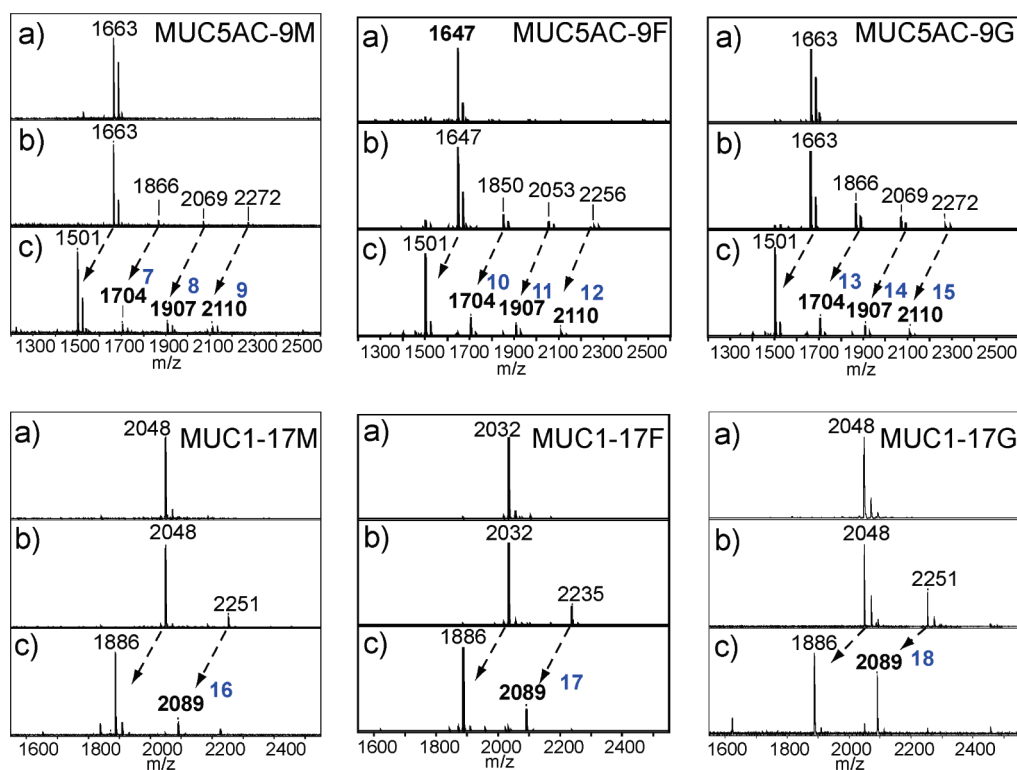 a) 1663 MUC5AC-9M
b) 1663 1866 2069 2272
c) 1501 7 8 9
1704 1907 2110
1300 1500 1700 1900 2100 2300 2500
m/z
a) 1647 MUC5AC-9F
b) 1647 1850 2053 2256
c) 1501 10 11 12
1704 1907 2110
1300 1500 1700 1900 2100 2300 2500
m/z
a) 1663 MUC5AC-9G
b) 1663 1866 2069 2272
c) 1501 13 14 15
1704 1907 2110
1300 1500 1700 1900 2100 2300 2500
m/z
a) 2048 MUC1-17M
b) 2048 2251
c) 1886 2089 16
1600 1800 2000 2200 2400
m/z
a) 2032 MUC1-17F
b) 2032 2235
c) 1886 2089 17
1600 1800 2000 2200 2400
m/z
a) 2048 MUC1-17G
b) 2048 2251
c) 1886 2089 18
1600 1800 2000 2200 2400
m/z